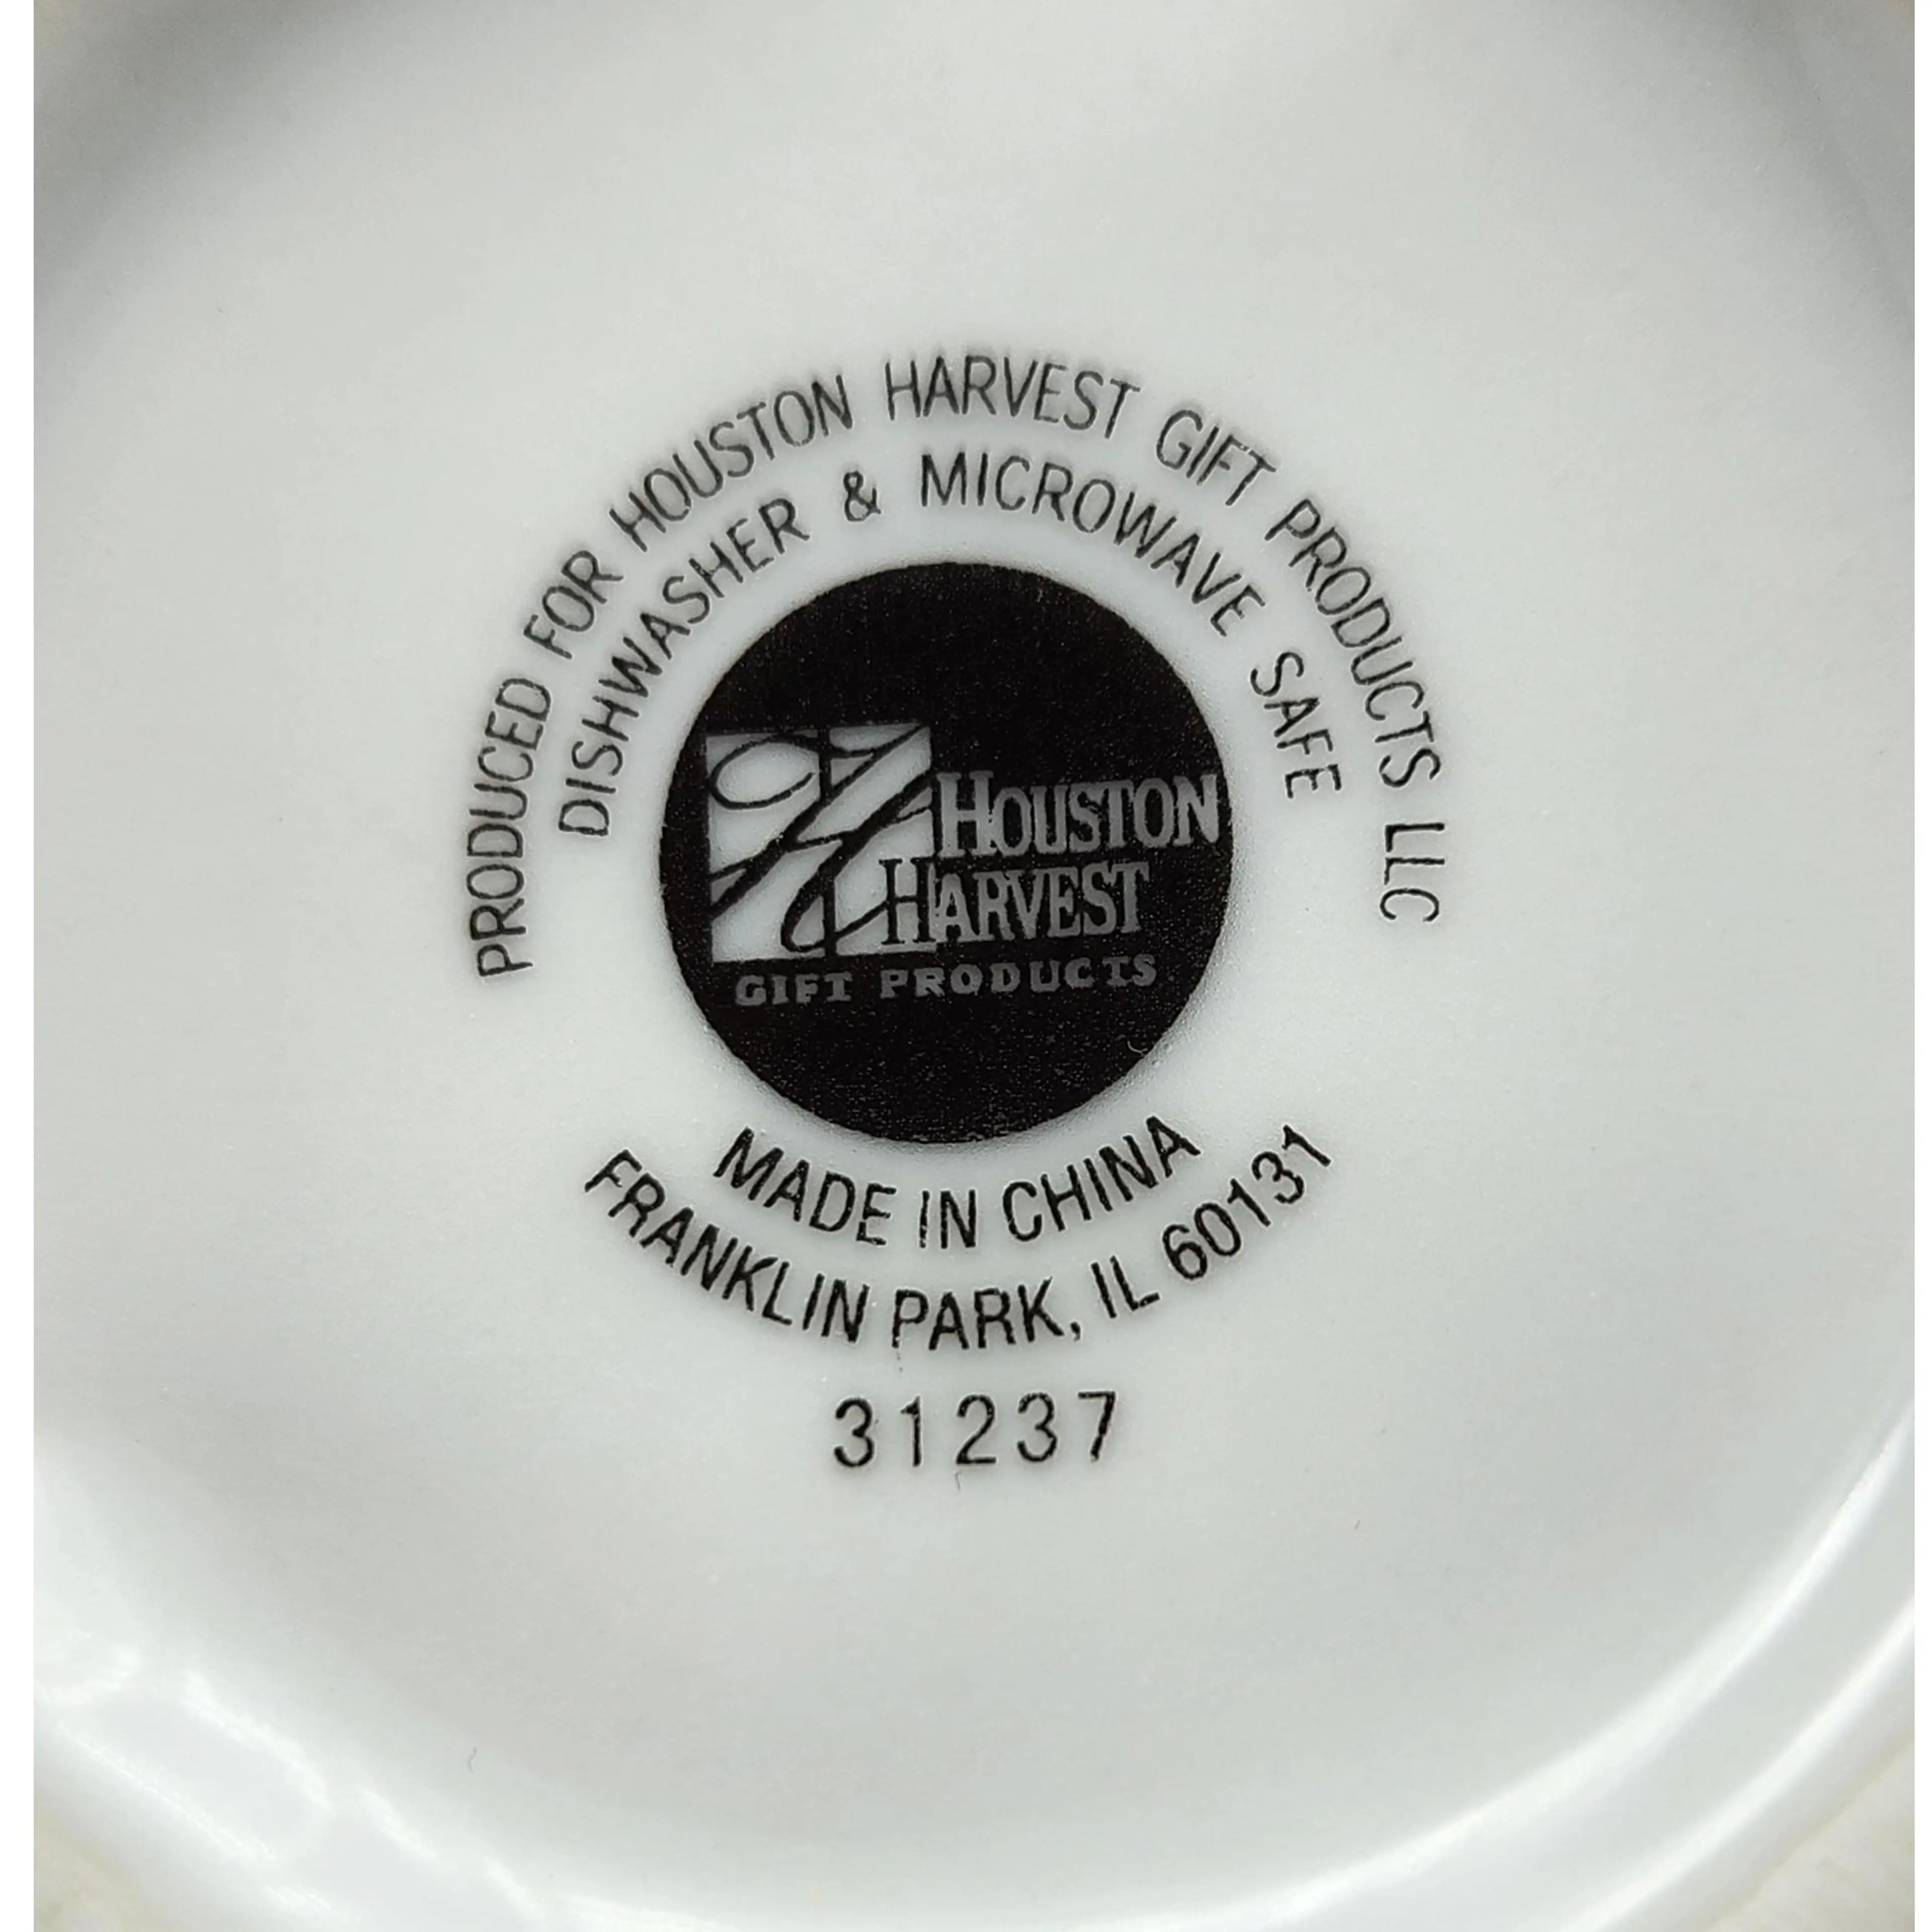 PRODUCED FOR HOUSTON HARVEST GIFT PRODUCTS LLC
DISHWASHER & MICROWAVE SAFE
HOUSTON
HARVEST
GIFT PRODUCTS
MADE IN CHINA
FRANKLIN PARK, IL 60131
31237